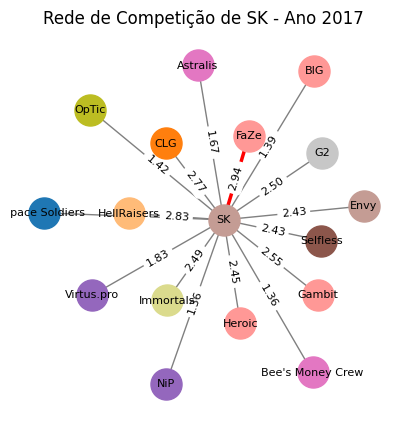 Rede de Competição de SK - Ano 2017
Astralis
BIG
OpTic
FaZe
CLG
1.67
1.39
G2
1.42
2.77
2.94
2.50
Envy
pace Soldiers
HellRaisers
2.83
SK
2.43
2.43
Selfless
1.83
2.49
2.45
2.55
Virtus.pro
Immortals
1.36
1.36
Gambit
Heroic
NiP
Bee's Money Crew